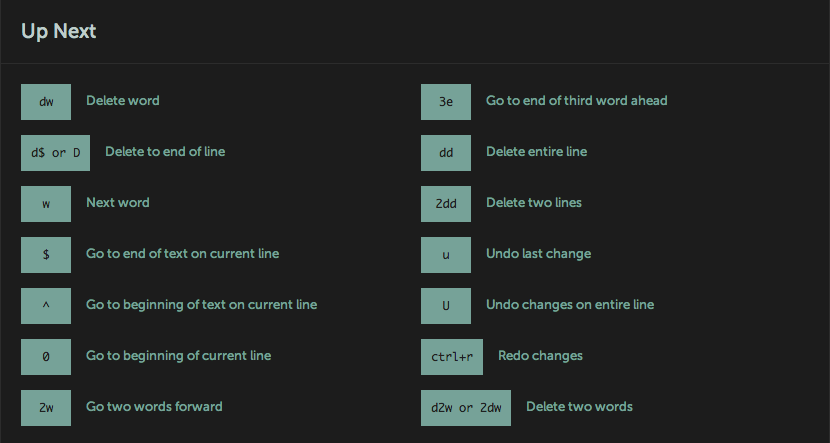 Up Next
dw Delete word
d$ or D Delete to end of line
w Next word
$ Go to end of text on current line
^ Go to beginning of text on current line
0 Go to beginning of current line
2w Go two words forward
3e Go to end of third word ahead
dd Delete entire line
2dd Delete two lines
u Undo last change
U Undo changes on entire line
ctrl+r Redo changes
d2w or 2dw Delete two words